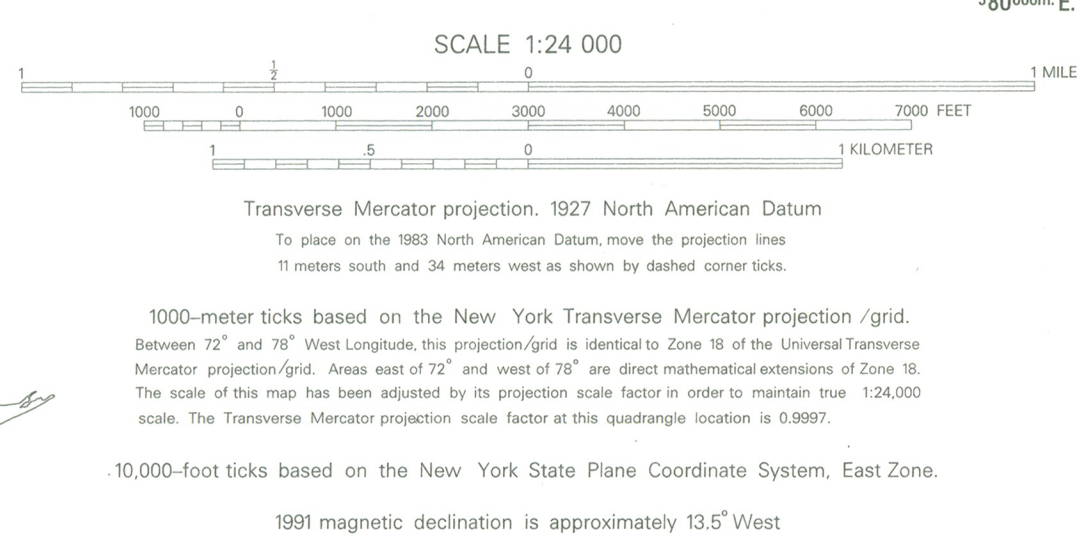 80 000m. E.
SCALE 1:24 000
1 ½ 0 1 MILE
1000 0 1000 2000 3000 4000 5000 6000 7000 FEET
1 .5 0 1 KILOMETER
Transverse Mercator projection. 1927 North American Datum
To place on the 1983 North American Datum, move the projection lines
11 meters south and 34 meters west as shown by dashed corner ticks.
1000–meter ticks based on the New York Transverse Mercator projection /grid.
Between 72° and 78° West Longitude, this projection/grid is identical to Zone 18 of the Universal Transverse
Mercator projection/grid. Areas east of 72° and west of 78° are direct mathematical extensions of Zone 18.
The scale of this map has been adjusted by its projection scale factor in order to maintain true 1:24,000
scale. The Transverse Mercator projection scale factor at this quadrangle location is 0.9997.
10,000–foot ticks based on the New York State Plane Coordinate System, East Zone.
1991 magnetic declination is approximately 13.5° West